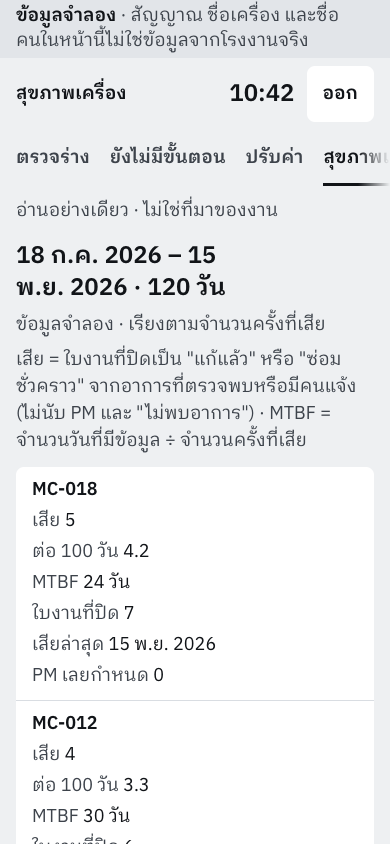 ข้อมูลจำลอง · สัญญาณ ชื่อเครื่อง และชื่อ
คนในหน้านี้ไม่ใช่ข้อมูลจากโรงงานจริง
สุขภาพเครื่อง 10:42 ออก
ตรวจร่าง ยังไม่มีขั้นตอน ปรับค่า สุขภาพ
อ่านอย่างเดียว · ไม่ใช่ที่มาของงาน
18 ก.ค. 2026 – 15
พ.ย. 2026 · 120 วัน
ข้อมูลจำลอง · เรียงตามจำนวนครั้งที่เสีย
เสีย = ใบงานที่ปิดเป็น "แก้แล้ว" หรือ "ซ่อม
ชั่วคราว" จากอาการที่ตรวจพบหรือมีคนแจ้ง
(ไม่นับ PM และ "ไม่พบอาการ") · MTBF =
จำนวนวันที่มีข้อมูล ÷ จำนวนครั้งที่เสีย
MC-018
เสีย 5
ต่อ 100 วัน 4.2
MTBF 24 วัน
ใบงานที่ปิด 7
เสียล่าสุด 15 พ.ย. 2026
PM เลยกำหนด 0
MC-012
เสีย 4
ต่อ 100 วัน 3.3
MTBF 30 วัน